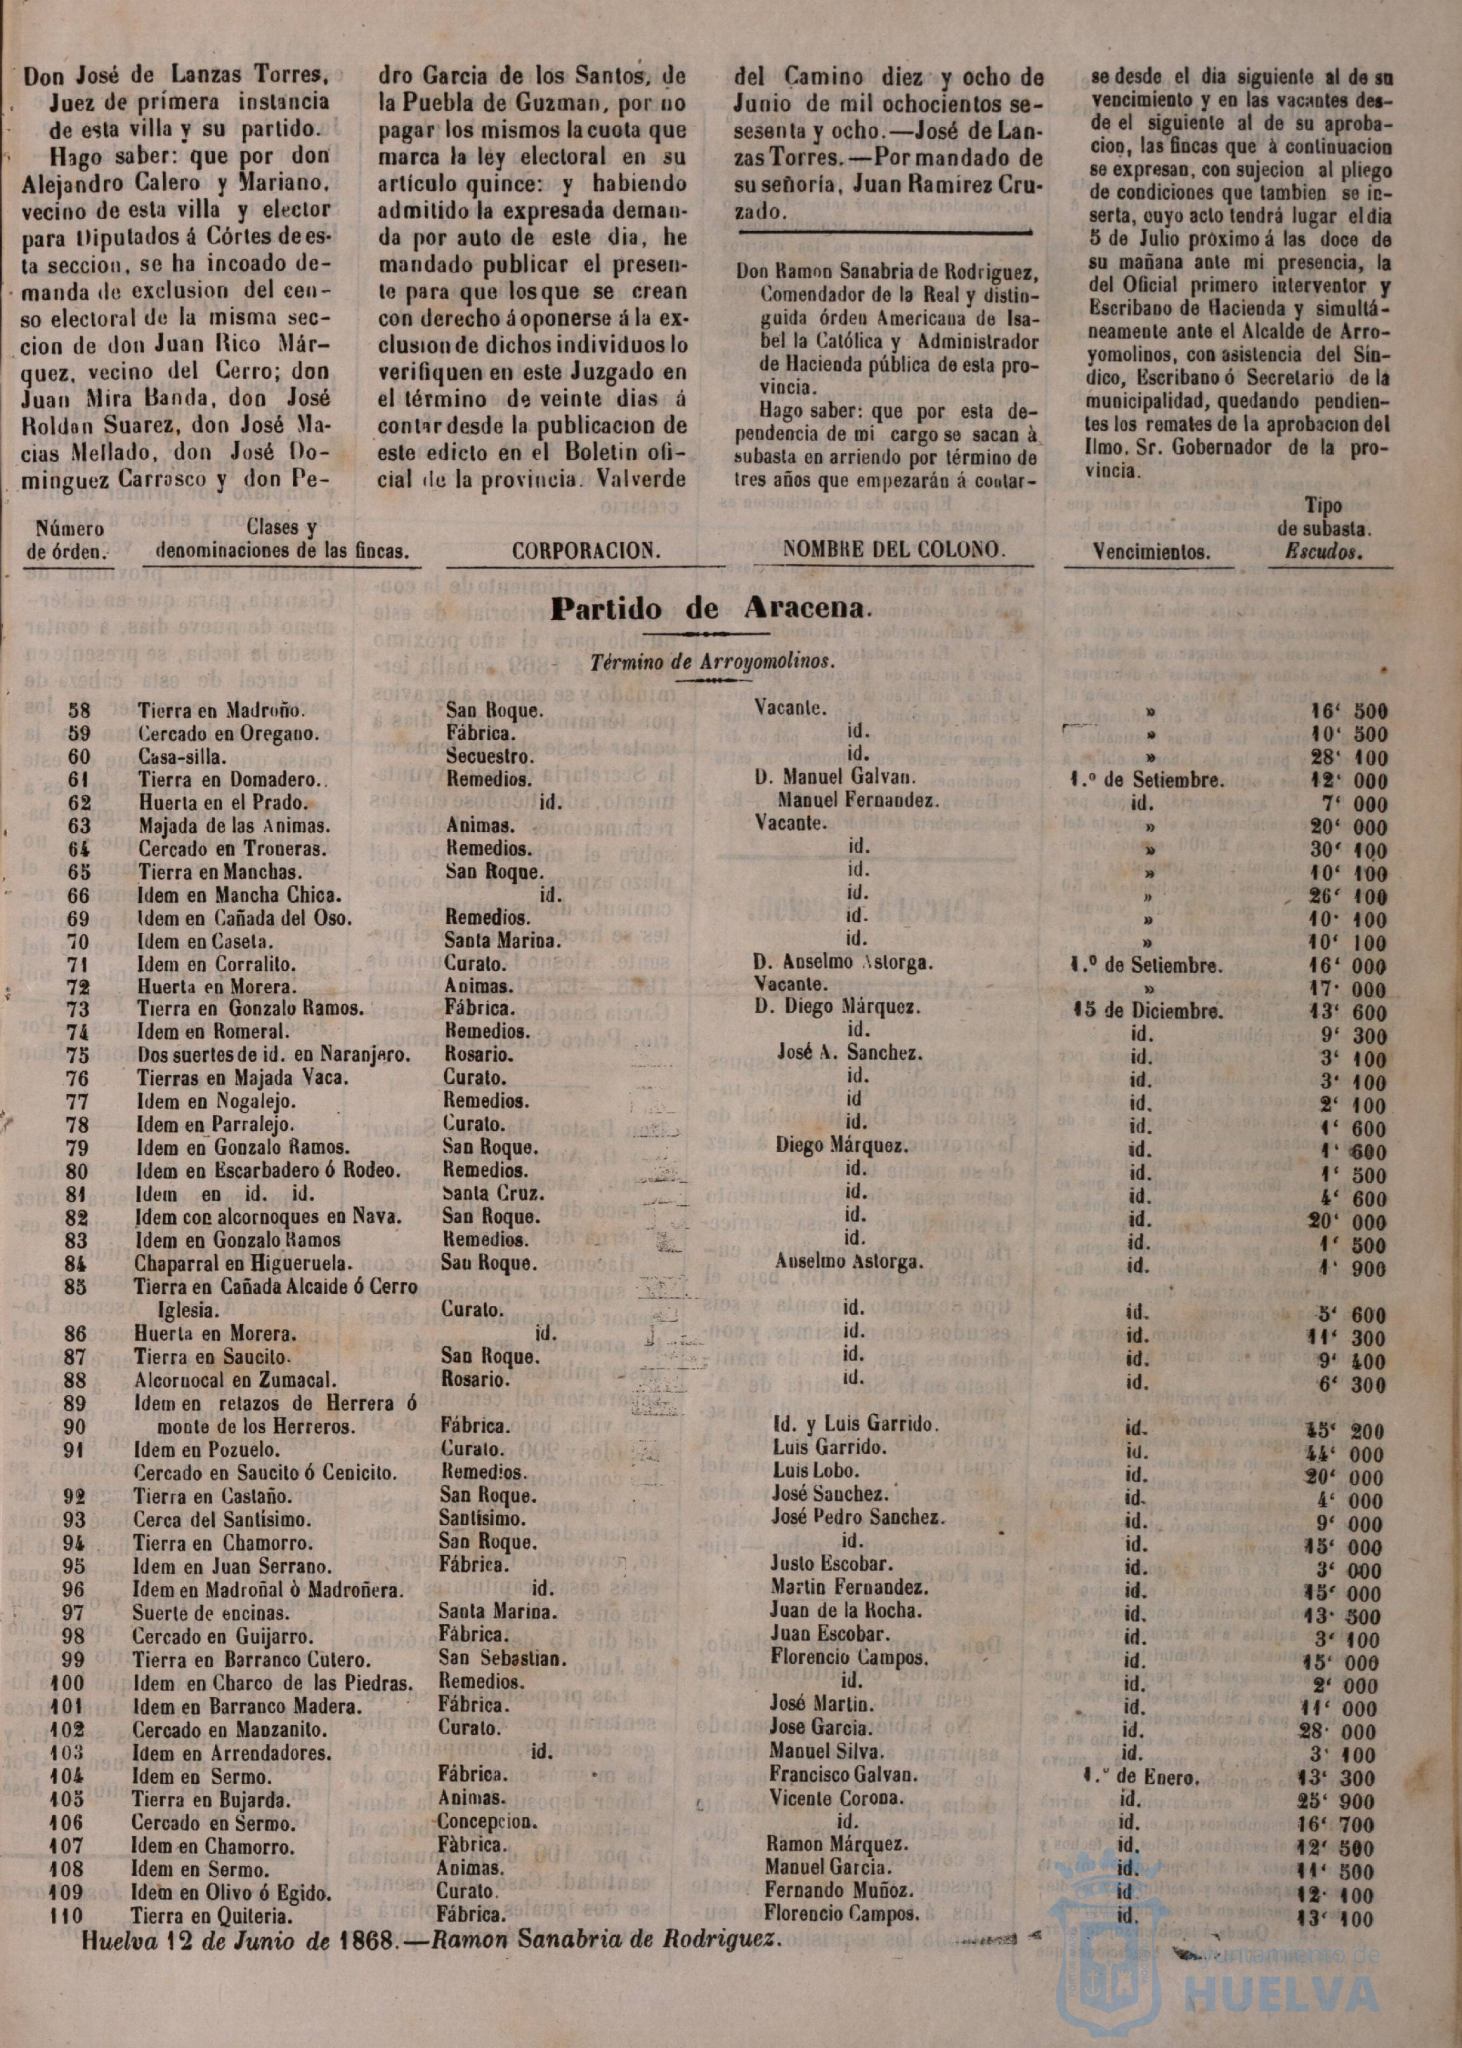 Don José de Lanzas Torres,
Juez de primera instancia
de esta villa y su partido.
Hago saber: que por don
Alejandro Calero y Mariano,
vecino de esta villa y elector
para Diputados á Córtes de es-
ta seccion, se ha incoado de-
manda de exclusion del cen-
so electoral de la misma sec-
cion de don Juan Rico Már-
quez, vecino del Cerro; don
Juan Mira Banda, don José
Roldan Suarez, don José Ma-
cias Mellado, don José Do-
minguez Carrasco y don Pe-
dro Garcia de los Santos, de
la Puebla de Guzman, por no
pagar los mismos la cuota que
marca la ley electoral en su
artículo quince: y habiendo
admitido la expresada deman-
da por auto de este dia, he
mandado publicar el presen-
te para que los que se crean
con derecho á oponerse á la ex-
clusion de dichos individuos lo
verifiquen en este Juzgado en
el término de veinte dias á
contar desde la publicacion de
este edicto en el Boletin ofi-
cial de la provincia. Valverde
del Camino diez y ocho de
Junio de mil ochocientos se-
sesenta y ocho.—José de Lan-
zas Torres.—Por mandado de
su señoría, Juan Ramirez Cru-
zado.
Don Ramon Sanabria de Rodriguez,
Comendador de la Real y distin-
guida órden Americana de Isa-
bel la Católica y Administrador
de Hacienda pública de esta pro-
vincia.
Hago saber: que por esta de-
pendencia de mi cargo se sacan à
subasta en arriendo por término de
tres años que empezarán á contar-
se desde el dia siguiente al de su
vencimiento y en las vacantes des-
de el siguiente al de su aproba-
cion, las fincas que à continuacion
se expresan, con sujecion al pliego
de condiciones que tambien se in-
serta, cuyo acto tendrá lugar el dia
5 de Julio próximo á las doce de
su mañana ante mi presencia, la
del Oficial primero interventor y
Escribano de Hacienda y simultá-
neamente ante el Alcalde de Arro-
yomolinos, con asistencia del Sín-
dico, Escribano ó Secretario de la
municipalidad, quedando pendien-
tes los remates de la aprobacion del
Ilmo. Sr. Gobernador de la pro-
vincia.
Número de órden. Clases y denominaciones de las fincas. CORPORACION. NOMBRE DEL COLONO. Vencimientos. Tipo de subasta. Escudos.
Partido de Aracena.
Término de Arroyomolinos.
58 Tierra en Madroño. San Roque. Vacante. » 16‘ 500
59 Cercado en Oregano. Fábrica. id. » 10‘ 500
60 Casa-silla. Secuestro. id. » 28‘ 100
61 Tierra en Domadero. Remedios. D. Manuel Galvan. 1.º de Setiembre. 12‘ 000
62 Huerta en el Prado. id. Manuel Fernandez. id. 7‘ 000
63 Majada de las Animas. Animas. Vacante. » 20‘ 000
64 Cercado en Troneras. Remedios. id. » 30‘ 100
65 Tierra en Manchas. San Roque. id. » 10‘ 100
66 Idem en Mancha Chica. id. id. » 26‘ 100
69 Idem en Cañada del Oso. Remedios. id. » 10‘ 100
70 Idem en Caseta. Santa Marina. id. » 10‘ 100
71 Idem en Corralito. Curato. D. Anselmo Astorga. 1.º de Setiembre. 16‘ 000
72 Huerta en Morera. Animas. Vacante. » 17‘ 000
73 Tierra en Gonzalo Ramos. Fábrica. D. Diego Márquez. 15 de Diciembre. 13‘ 600
74 Idem en Romeral. Remedios. id. id. 9‘ 300
75 Dos suertes de id. en Naranjero. Rosario. José A. Sanchez. id. 3‘ 100
76 Tierras en Majada Vaca. Curato. id. id. 3‘ 100
77 Idem en Nogalejo. Remedios. id id. 2‘ 100
78 Idem en Parralejo. Curato. id. id. 1‘ 600
79 Idem en Gonzalo Ramos. San Roque. Diego Márquez. id. 1‘ 600
80 Idem en Escarbadero ó Rodeo. Remedios. id. id. 1‘ 500
81 Idem en id. id. Santa Cruz. id. id. 4‘ 600
82 Idem con alcornoques en Nava. San Roque. id. id. 20‘ 000
83 Idem en Gonzalo Ramos Remedios. id. id. 1‘ 500
84 Chaparral en Higueruela. San Roque. Anselmo Astorga. id. 1‘ 900
85 Tierra en Cañada Alcaide ó Cerro
Iglesia. Curato. id. id. 5‘ 600
86 Huerta en Morera. id. id. id. 11‘ 300
87 Tierra en Saucito. San Roque. id. id. 9‘ 400
88 Alcornocal en Zumacal. Rosario. id. id. 6‘ 300
89 Idem en retazos de Herrera ó
90 monte de los Herreros. Fábrica. Id. y Luis Garrido. id. 15‘ 200
91 Idem en Pozuelo. Curato. Luis Garrido. id. 44‘ 000
Cercado en Saucito ó Cenicito. Remedios. Luis Lobo. id. 20‘ 000
92 Tierra en Castaño. San Roque. José Sanchez. id. 4‘ 000
93 Cerca del Santísimo. Santísimo. José Pedro Sanchez. id. 9‘ 000
94 Tierra en Chamorro. San Roque. id. id. 15‘ 000
95 Idem en Juan Serrano. Fábrica. Justo Escobar. id. 3‘ 000
96 Idem en Madroñal ò Madroñera. id. Martin Fernandez. id. 15‘ 000
97 Suerte de encinas. Santa Marina. Juan de la Rocha. id. 13‘ 500
98 Cercado en Guijarro. Fábrica. Juan Escobar. id. 3‘ 100
99 Tierra en Barranco Cutero. San Sebastian. Florencio Campos. id. 15‘ 000
100 Idem en Charco de las Piedras. Remedios. id. id. 2‘ 000
101 Idem en Barranco Madera. Fábrica. José Martin. id. 11‘ 000
102 Cercado en Manzanito. Curato. Jose Garcia. id. 28‘ 000
103 Idem en Arrendadores. id. Manuel Silva. id. 3‘ 100
104 Idem en Sermo. Fábrica. Francisco Galvan. 1.º de Enero. 13‘ 300
105 Tierra en Bujarda. Animas. Vicente Corona. id. 25‘ 900
106 Cercado en Sermo. Concepcion. id. id. 16‘ 700
107 Idem en Chamorro. Fàbrica. Ramon Márquez. id. 12‘ 500
108 Idem en Sermo. Animas. Manuel Garcia. id. 11‘ 500
109 Idem en Olivo ó Egido. Curato. Fernando Muñoz. id 12‘ 100
110 Tierra en Quiteria. Fábrica. Florencio Campos. id. 13‘ 100
Huelva 12 de Junio de 1868.—Ramon Sanabria de Rodriguez.
Ayuntamiento de
HUELVA